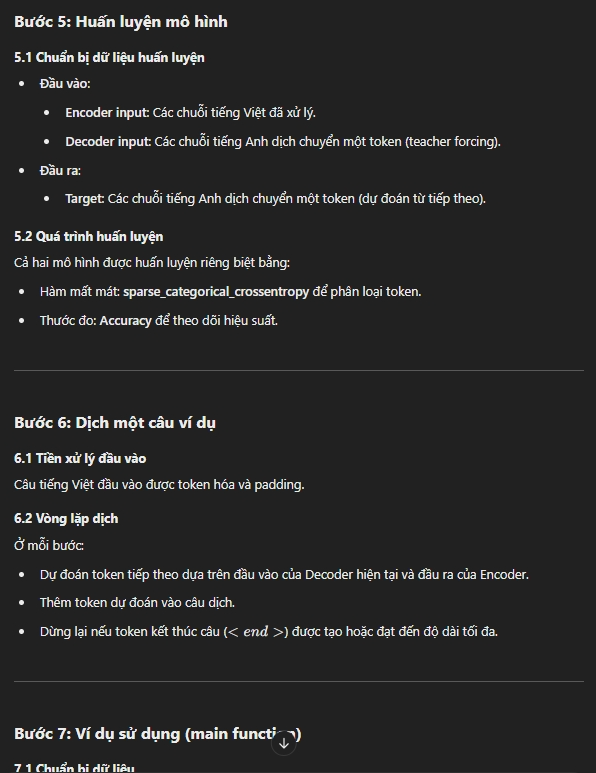 Bước 5: Huấn luyện mô hình
5.1 Chuẩn bị dữ liệu huấn luyện
• Đầu vào:
• Encoder input: Các chuỗi tiếng Việt đã xử lý.
• Decoder input: Các chuỗi tiếng Anh dịch chuyển một token (teacher forcing).
• Đầu ra:
• Target: Các chuỗi tiếng Anh dịch chuyển một token (dự đoán từ tiếp theo).
5.2 Quá trình huấn luyện
Cả hai mô hình được huấn luyện riêng biệt bằng:
• Hàm mất mát: sparse_categorical_crossentropy để phân loại token.
• Thước đo: Accuracy để theo dõi hiệu suất.
Bước 6: Dịch một câu ví dụ
6.1 Tiền xử lý đầu vào
Câu tiếng Việt đầu vào được token hóa và padding.
6.2 Vòng lặp dịch
Ở mỗi bước:
• Dự đoán token tiếp theo dựa trên đầu vào của Decoder hiện tại và đầu ra của Encoder.
• Thêm token dự đoán vào câu dịch.
• Dừng lại nếu token kết thúc câu (< end >) được tạo hoặc đạt đến độ dài tối đa.
Bước 7: Ví dụ sử dụng (main function)
7.1 Chuẩn bị dữ liệu